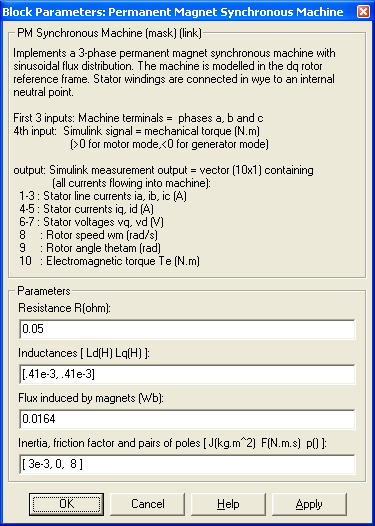 Block Parameters: Permanent Magnet Synchronous Machine
PM Synchronous Machine (mask) (link)
Implements a 3-phase permanent magnet synchronous machine with
sinusoidal flux distribution. The machine is modelled in the dq rotor
reference frame. Stator windings are connected in wye to an internal
neutral point.
First 3 inputs: Machine terminals = phases a, b and c
4th input: Simulink signal = mechanical torque (N.m)
(>0 for motor mode,<0 for generator mode)
output: Simulink measurement output = vector (10x1) containing
(all currents flowing into machine):
1-3 : Stator line currents ia, ib, ic (A)
4-5 : Stator currents iq, id (A)
6-7 : Stator voltages vq, vd (V)
8 : Rotor speed wm (rad/s)
9 : Rotor angle thetam (rad)
10 : Electromagnetic torque Te (N.m)
Parameters
Resistance R(ohm):
0.05
Inductances [ Ld(H) Lq(H) ]:
[.41e-3, .41e-3]
Flux induced by magnets (Wb):
0.0164
Inertia, friction factor and pairs of poles [ J(kg.m^2) F(N.m.s) p() ]:
[ 3e-3, 0, 8 ]
OK Cancel Help Apply